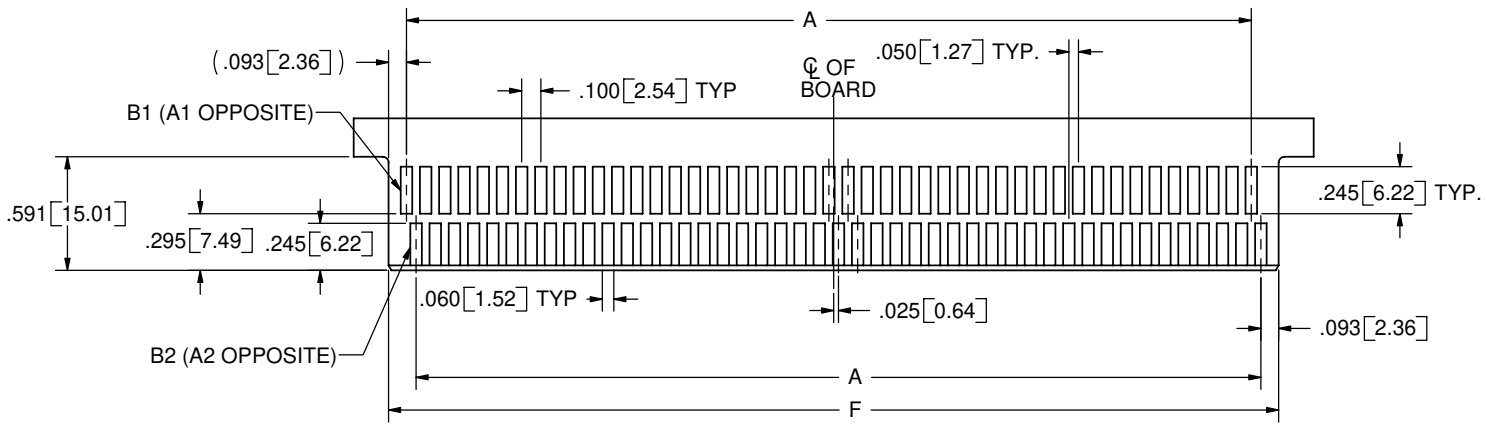 A
(.093[2.36])
.050[1.27] TYP.
℄ OF
BOARD
.100[2.54] TYP
B1 (A1 OPPOSITE)
.591[15.01]
.295[7.49]
.245[6.22]
.245[6.22] TYP.
.060[1.52] TYP
.025[0.64]
.093[2.36]
B2 (A2 OPPOSITE)
A
F